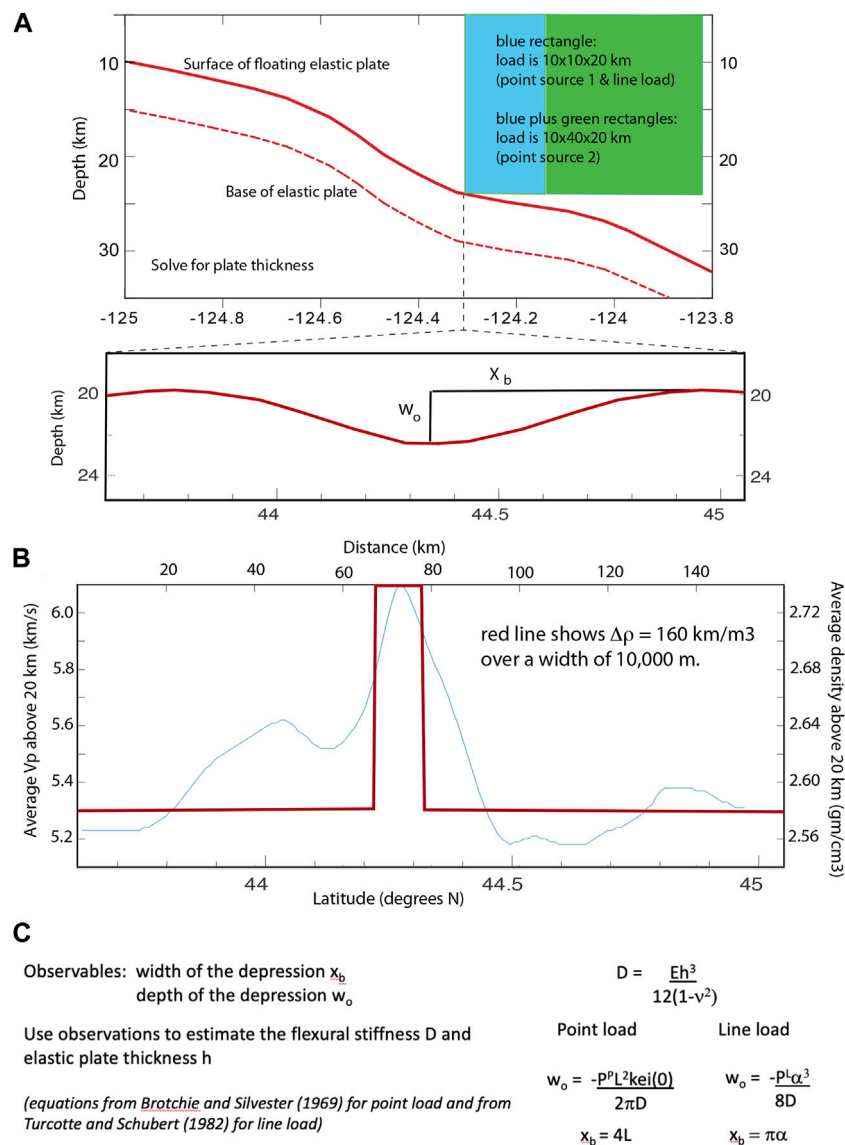 A
10
20
30
Depth (km)
Surface of floating elastic plate
Base of elastic plate
Solve for plate thickness
blue rectangle:
load is 10x10x20 km
(point source 1 & line load)
blue plus green rectangles:
load is 10x40x20 km
(point source 2)
10
20
30
-125 -124.8 -124.6 -124.4 -124.2 -124 -123.8
20
24
Depth (km)
X b
wo
20
24
44 44.5 45
B
Distance (km)
20 40 60 80 100 120 140
6.0
5.8
5.6
5.4
5.2
Average Vp above 20 km (km/s)
red line shows Δρ = 160 km/m3
over a width of 10,000 m.
2.72
2.68
2.64
2.60
2.56
Average density above 20 km (gm/cm3)
44 44.5 45
Latitude (degrees N)
C
Observables: width of the depression xb
depth of the depression wo
Use observations to estimate the flexural stiffness D and
elastic plate thickness h
(equations from Brotchie and Silvester (1969) for point load and from
Turcotte and Schubert (1982) for line load)
D = Eh³
12(1-ν²)
Point load Line load
wo = -PᴾL²kei(0) wo = -Pᴸα³
2πD 8D
xb = 4L xb = πα